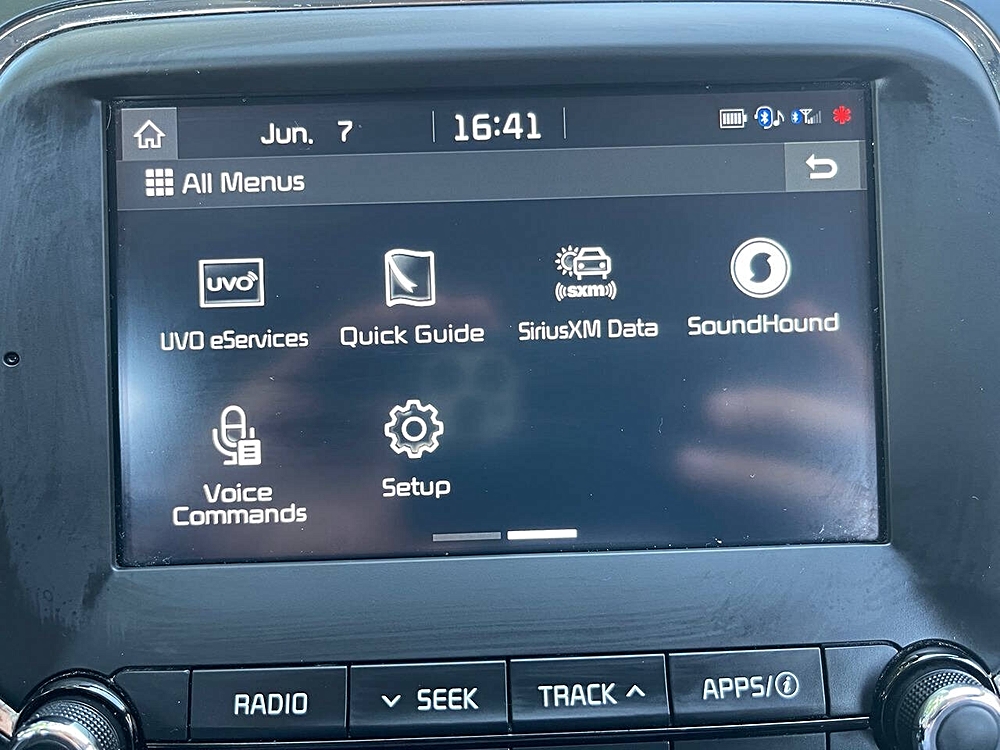 Jun. 7 16:41
All Menus
UVO
sxm
UVO eServices Quick Guide SiriusXM Data SoundHound
Voice
Commands
Setup
RADIO SEEK TRACK APPS/i